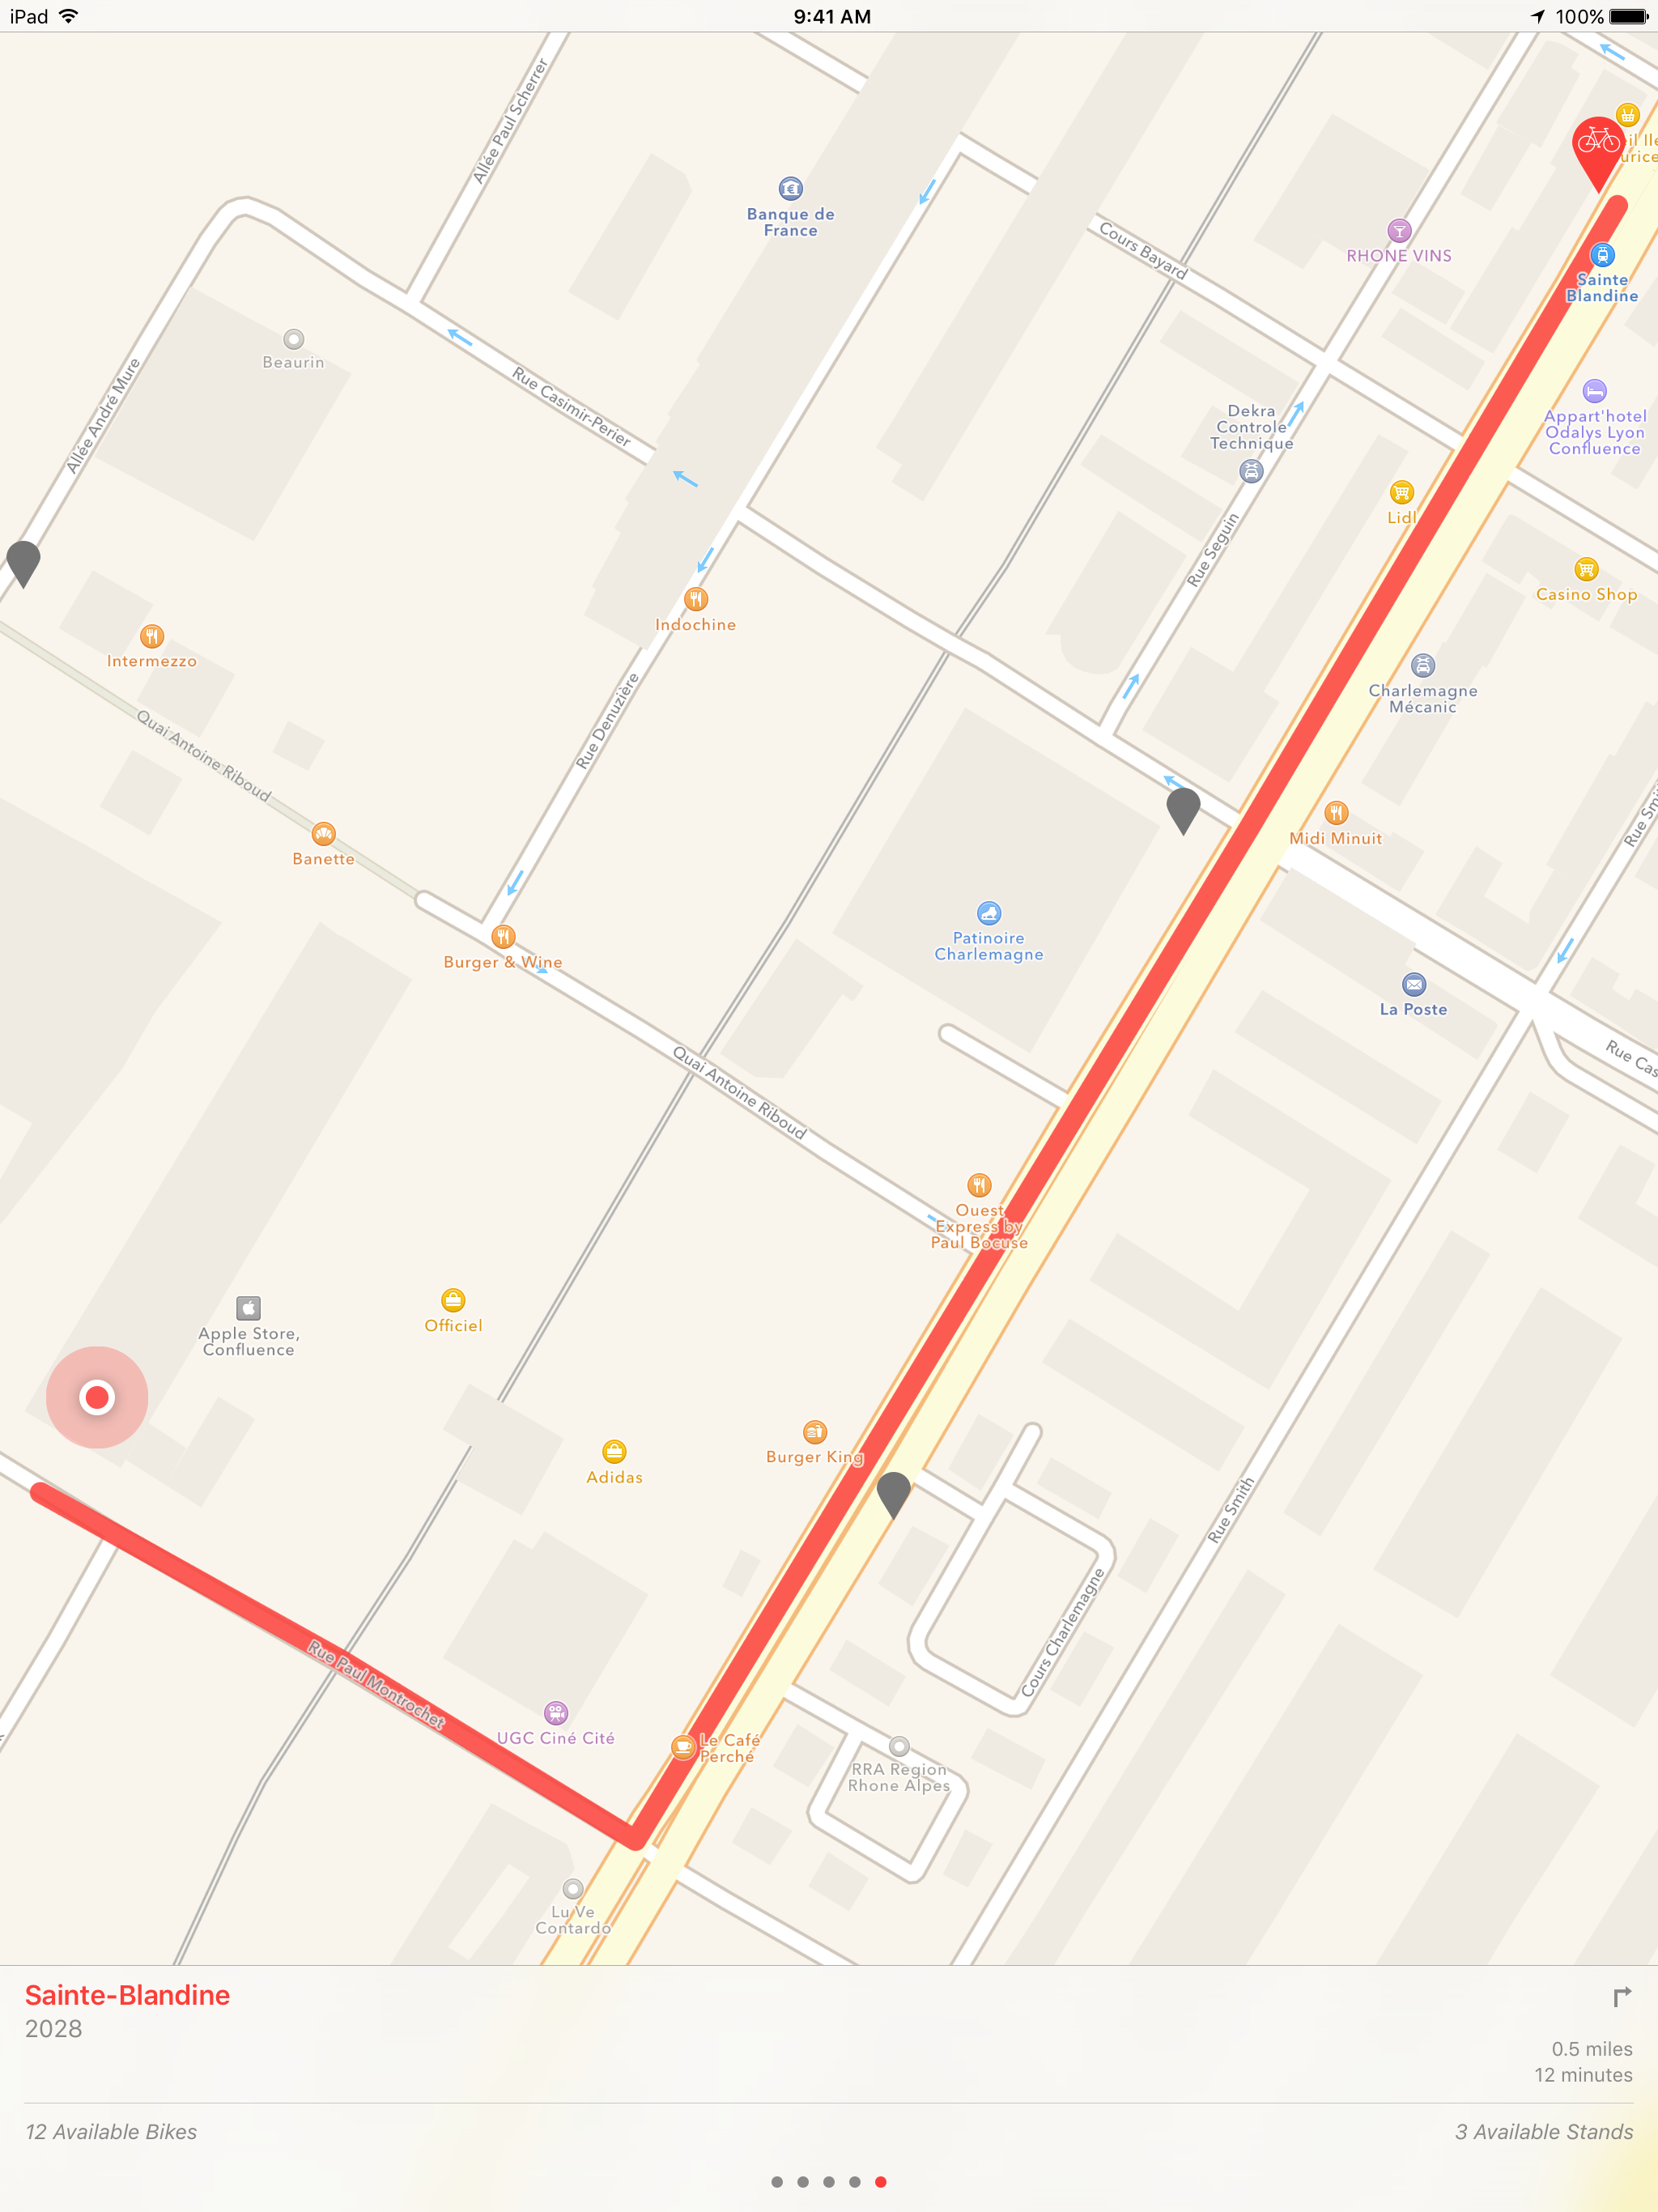 iPad
9:41 AM
100%
Allée Paul Scherrer
Banque de
France
Cours Bayard
RHONE VINS
Sainte
Blandine
Beaurin
Rue Casimir-Perier
Allée André Mure
Dekra
Controle
Technique
Appart'hotel
Odalys Lyon
Confluence
Lidl
Rue Seguin
Casino Shop
Indochine
Intermezzo
Charlemagne
Mécanic
Rue Denuzière
Quai Antoine Riboud
Midi Minuit
Banette
Patinoire
Charlemagne
Burger & Wine
La Poste
Quai Antoine Riboud
Ouest
Express by
Paul Bocuse
Apple Store,
Confluence
Officiel
Burger King
Adidas
Rue Smith
Cours Charlemagne
Rue Paul Montrochet
UGC Ciné Cité
Le Café
Perché
RRA Region
Rhone Alpes
Lu Ve
Contardo
Sainte-Blandine
2028
0.5 miles
12 minutes
12 Available Bikes
3 Available Stands